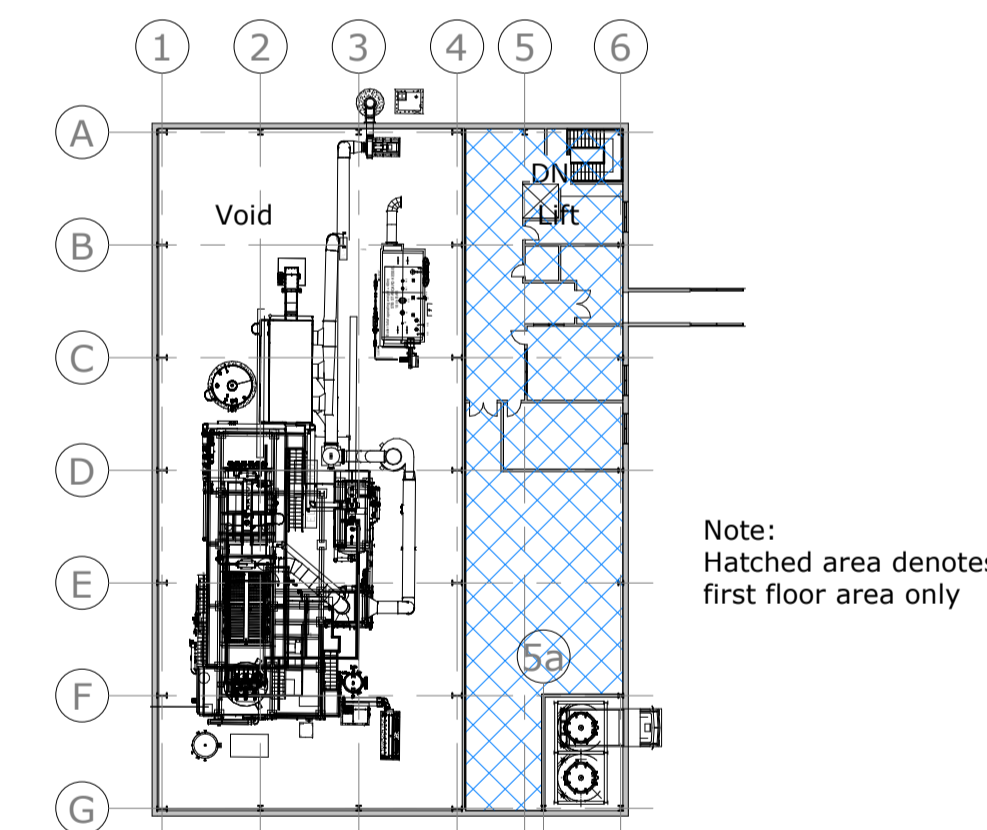 1 2 3 4 5 6
A
DN
Void
Lift
B
C
D
Note:
Hatched area denotes
first floor area only
E
5a
F
G